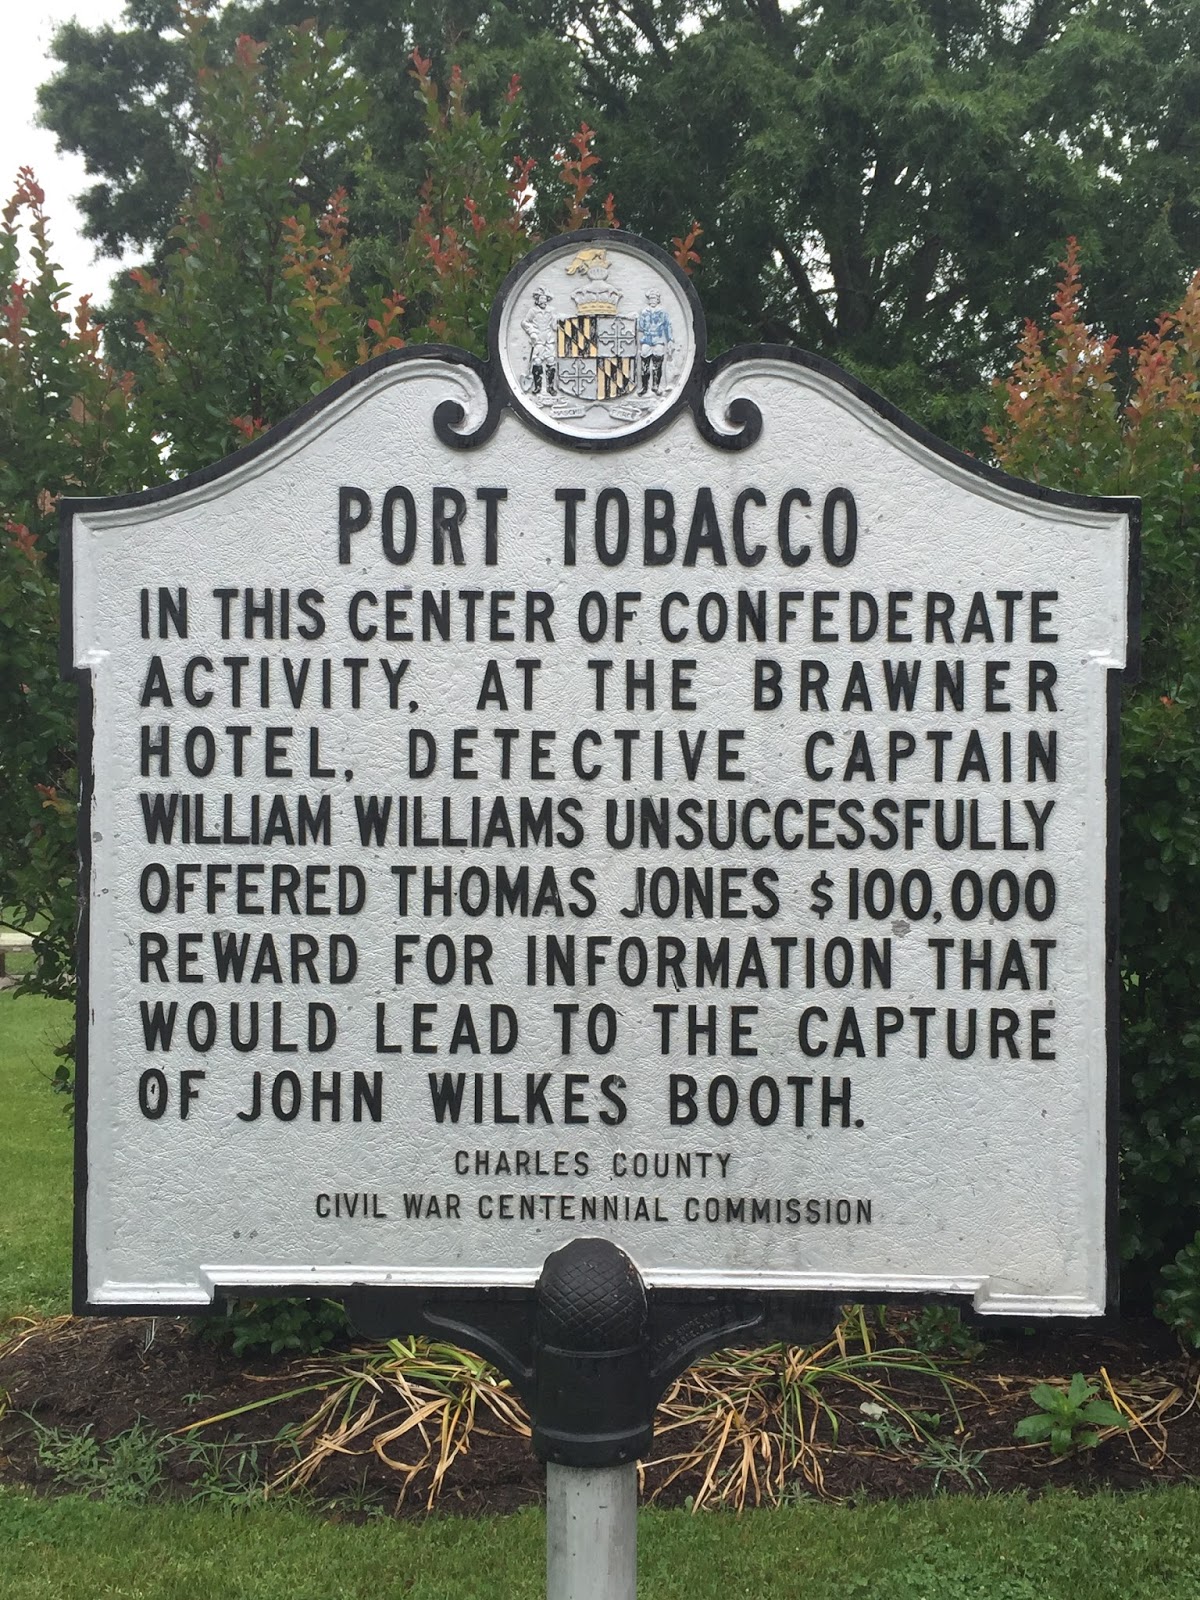 PORT TOBACCO
IN THIS CENTER OF CONFEDERATE
ACTIVITY, AT THE BRAWNER
HOTEL, DETECTIVE CAPTAIN
WILLIAM WILLIAMS UNSUCCESSFULLY
OFFERED THOMAS JONES $100,000
REWARD FOR INFORMATION THAT
WOULD LEAD TO THE CAPTURE
OF JOHN WILKES BOOTH.
CHARLES COUNTY
CIVIL WAR CENTENNIAL COMMISSION